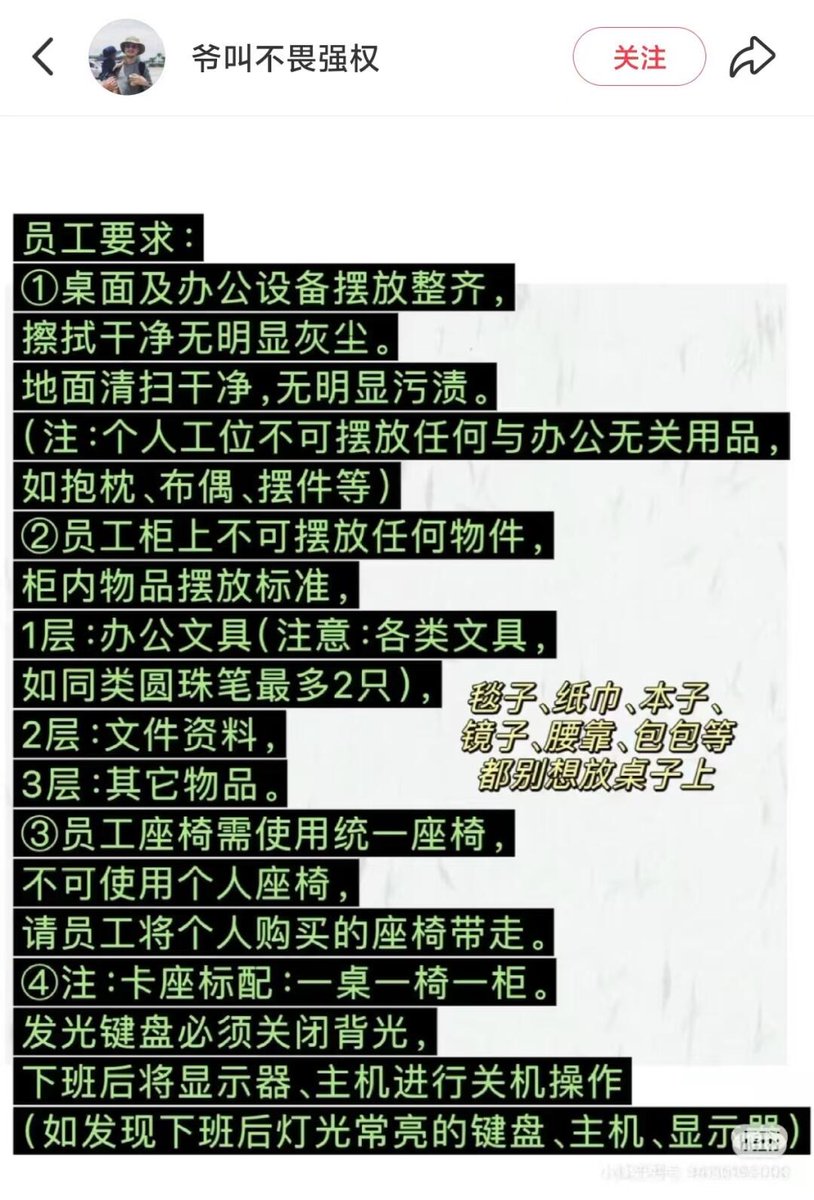 爷叫不畏强权
关注
员工要求：
①桌面及办公设备摆放整齐，
擦拭干净无明显灰尘。
地面清扫干净，无明显污渍。
（注：个人工位不可摆放任何与办公无关用品，
如抱枕、布偶、摆件等）
②员工柜上不可摆放任何物件，
柜内物品摆放标准，
1层：办公文具（注意：各类文具，
如同类圆珠笔最多2只），
2层：文件资料，
3层：其它物品。
毯子、纸巾、本子、
镜子、腰靠、包包等
都别想放桌子上
③员工座椅需使用统一座椅，
不可使用个人座椅，
请员工将个人购买的座椅带走。
④注：卡座标配：一桌一椅一柜。
发光键盘必须关闭背光，
下班后将显示器、主机进行关机操作
（如发现下班后灯光常亮的键盘、主机、显示器）